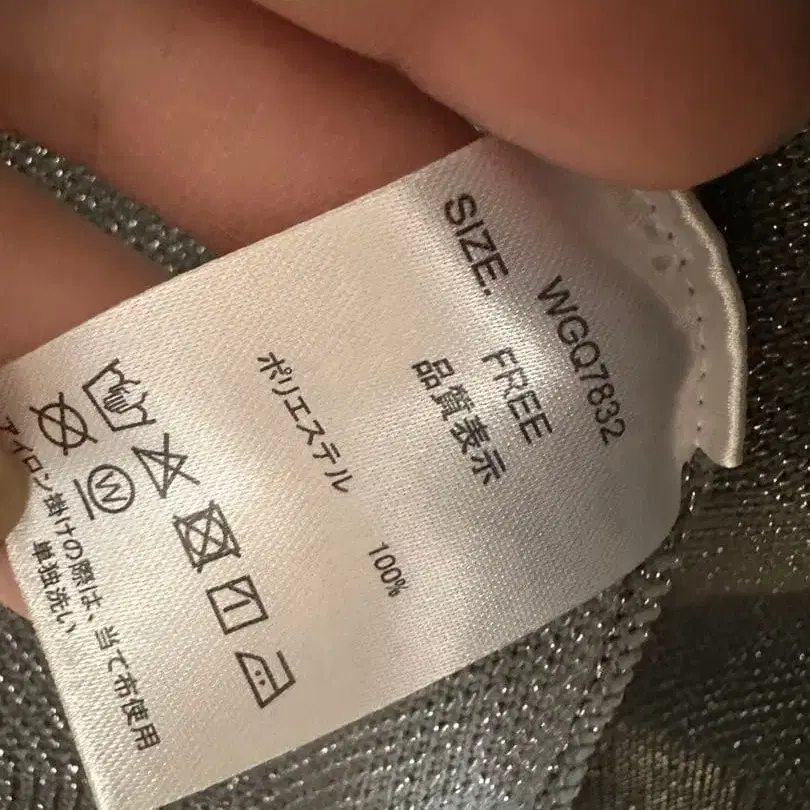 WGQ7832
SIZE. FREE
品質表示
ポリエステル 100%
アイロン掛けの際は、当て布使用
単独洗い